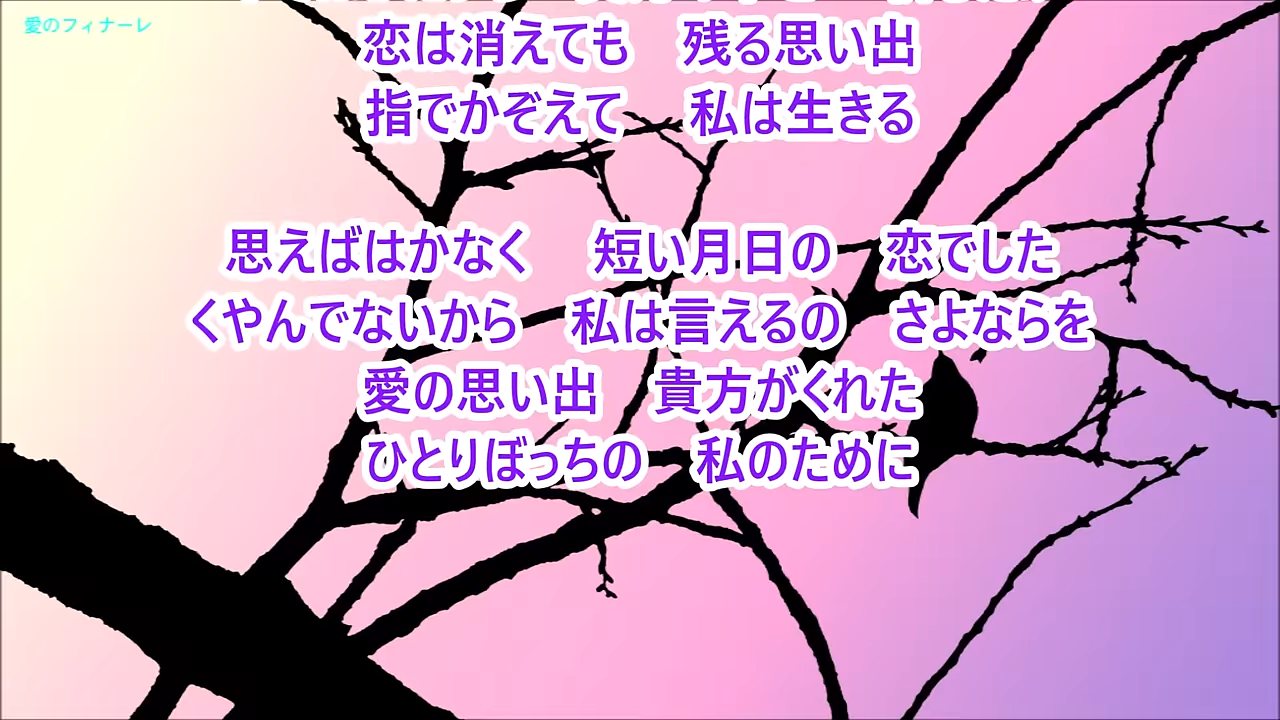 愛のフィナーレ
恋は消えても　残る思い出
指でかぞえて　私は生きる
思えばはかなく　短い月日の　恋でした
くやんでないから　私は言えるの　さよならを
愛の思い出　貴方がくれた
ひとりぼっちの　私のために